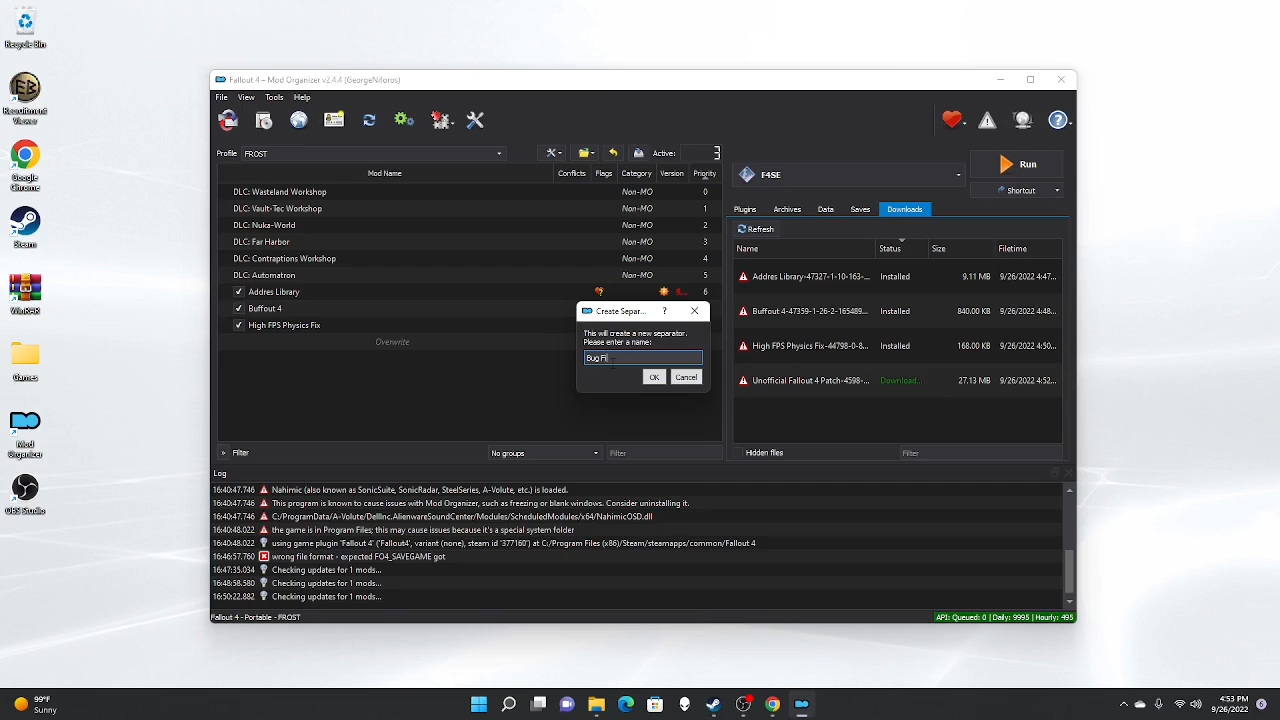 Recycle Bin
Recruitment
Viewer
Google
Chrome
Steam
WinRAR
Games
Mod
Organizer
OBS Studio
Fallout 4 – Mod Organizer v2.4.4 (GeorgeNiforos)
File View Tools Help
Profile FROST Active:
Mod Name Conflicts Flags Category Version Priority
DLC: Wasteland Workshop Non-MO 0
DLC: Vault-Tec Workshop Non-MO 1
DLC: Nuka-World Non-MO 2
DLC: Far Harbor Non-MO 3
DLC: Contraptions Workshop Non-MO 4
DLC: Automatron Non-MO 5
Addres Library 6
Buffout 4
High FPS Physics Fix
Overwrite
» Filter No groups Filter
F4SE
Run
Shortcut
Plugins Archives Data Saves Downloads
Refresh
Name Status Size Filetime
Addres Library-47327-1-10-163-... Installed 9.11 MB 9/26/2022 4:47...
Buffout 4-47359-1-26-2-165489... Installed 840.00 KB 9/26/2022 4:48...
High FPS Physics Fix-44798-0-8... Installed 168.00 KB 9/26/2022 4:50...
Unofficial Fallout 4 Patch-4598-... Download... 27.13 MB 9/26/2022 4:52...
Hidden files Filter
Create Separ... ?
This will create a new separator.
Please enter a name:
Bug Fi
OK Cancel
Log
16:40:47.746 Nahimic (also known as SonicSuite, SonicRadar, SteelSeries, A-Volute, etc.) is loaded.
16:40:47.746 This program is known to cause issues with Mod Organizer, such as freezing or blank windows. Consider uninstalling it.
16:40:47.746 C:/ProgramData/A-Volute/DellInc.AlienwareSoundCenter/Modules/ScheduledModules/x64/NahimicOSD.dll
16:40:48.022 the game is in Program Files; this may cause issues because it's a special system folder
16:40:48.022 using game plugin 'Fallout 4' ('Fallout4', variant (none), steam id '377160') at C:/Program Files (x86)/Steam/steamapps/common/Fallout 4
16:46:57.760 wrong file format - expected FO4_SAVEGAME got
16:47:35.034 Checking updates for 1 mods...
16:48:58.580 Checking updates for 1 mods...
16:50:22.882 Checking updates for 1 mods...
Fallout 4 - Portable - FROST API: Queued: 0 | Daily: 9995 | Hourly: 495
99°F
Sunny
4:53 PM
9/26/2022